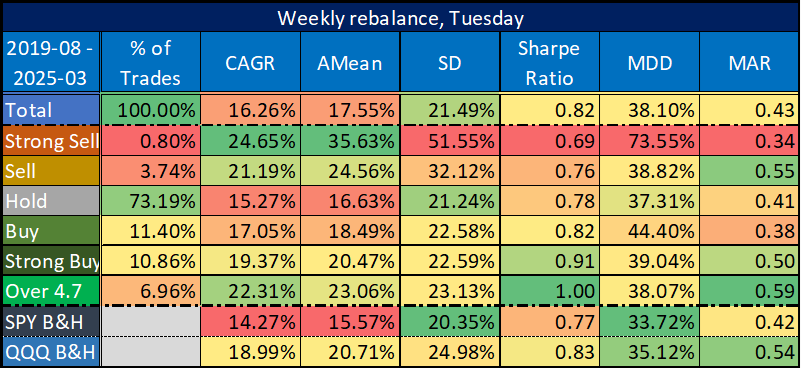 Weekly rebalance, Tuesday
2019-08 - 2025-03 % of Trades CAGR AMean SD Sharpe Ratio MDD MAR
Total 100.00% 16.26% 17.55% 21.49% 0.82 38.10% 0.43
Strong Sell 0.80% 24.65% 35.63% 51.55% 0.69 73.55% 0.34
Sell 3.74% 21.19% 24.56% 32.12% 0.76 38.82% 0.55
Hold 73.19% 15.27% 16.63% 21.24% 0.78 37.31% 0.41
Buy 11.40% 17.05% 18.49% 22.58% 0.82 44.40% 0.38
Strong Buy 10.86% 19.37% 20.47% 22.59% 0.91 39.04% 0.50
Over 4.7 6.96% 22.31% 23.06% 23.13% 1.00 38.07% 0.59
SPY B&H 14.27% 15.57% 20.35% 0.77 33.72% 0.42
QQQ B&H 18.99% 20.71% 24.98% 0.83 35.12% 0.54